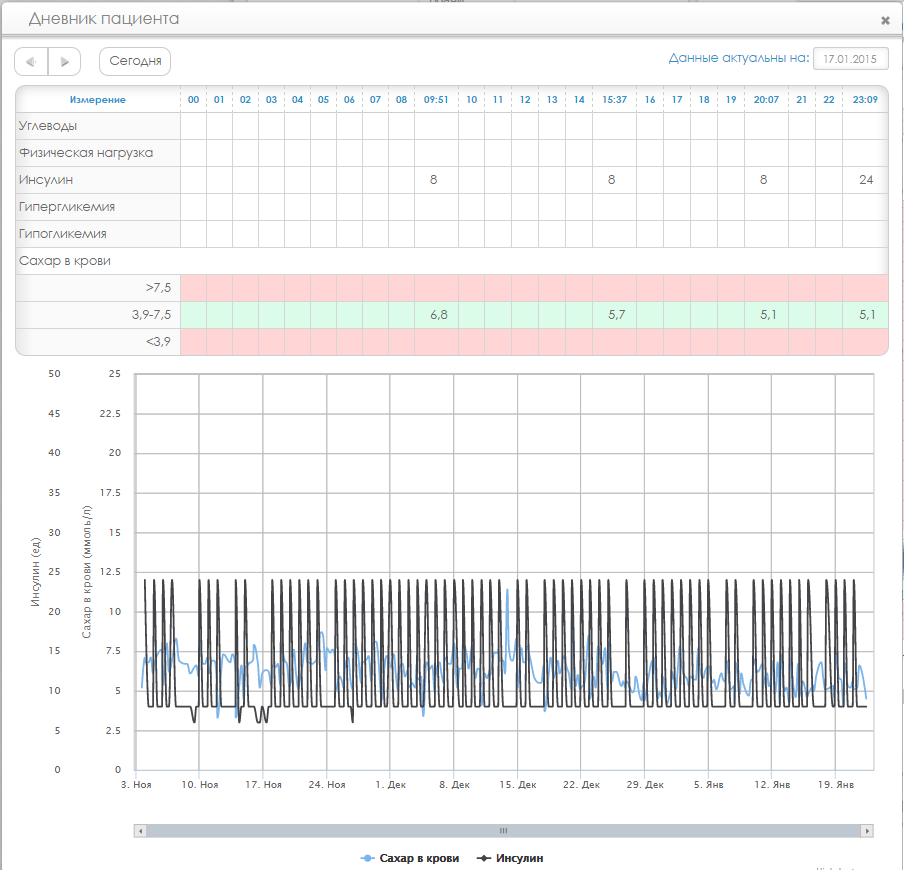 Дневник пациента
Сегодня
Данные актуальны на: 17.01.2015
Измерение 00 01 02 03 04 05 06 07 08 09:51 10 11 12 13 14 15:37 16 17 18 19 20:07 21 22 23:09
Углеводы
Физическая нагрузка
Инсулин 8 8 8 24
Гипергликемия
Гипогликемия
Сахар в крови
>7,5
3,9-7,5 6,8 5,7 5,1 5,1
<3,9
50 25
45 22.5
40 20
35 17.5
30 15
25 12.5
20 10
15 7.5
10 5
5 2.5
0 0
Инсулин (ед)
Сахар в крови (ммоль/л)
3. Ноя 10. Ноя 17. Ноя 24. Ноя 1. Дек 8. Дек 15. Дек 22. Дек 29. Дек 5. Янв 12. Янв 19. Янв
Сахар в крови Инсулин